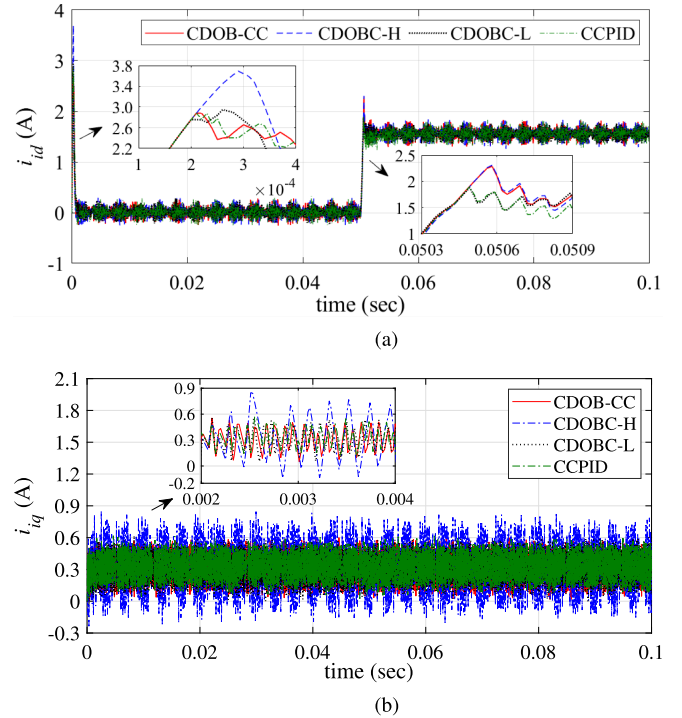 4
3
2
1
0
-1
i_id (A)
CDOB-CC CDOBC-H CDOBC-L CCPID
3.8
3.4
3.0
2.6
2.2
1 2 3 4
×10⁻⁴
2.5
2
1.5
1
0.0503 0.0506 0.0509
0 0.02 0.04 0.06 0.08 0.1
time (sec)
(a)
2.1
1.8
1.5
1.2
0.9
0.6
0.3
0
-0.3
i_iq (A)
0.9
0.6
0.3
0
-0.2
0.002 0.003 0.004
CDOB-CC
CDOBC-H
CDOBC-L
CCPID
0 0.02 0.04 0.06 0.08 0.1
time (sec)
(b)